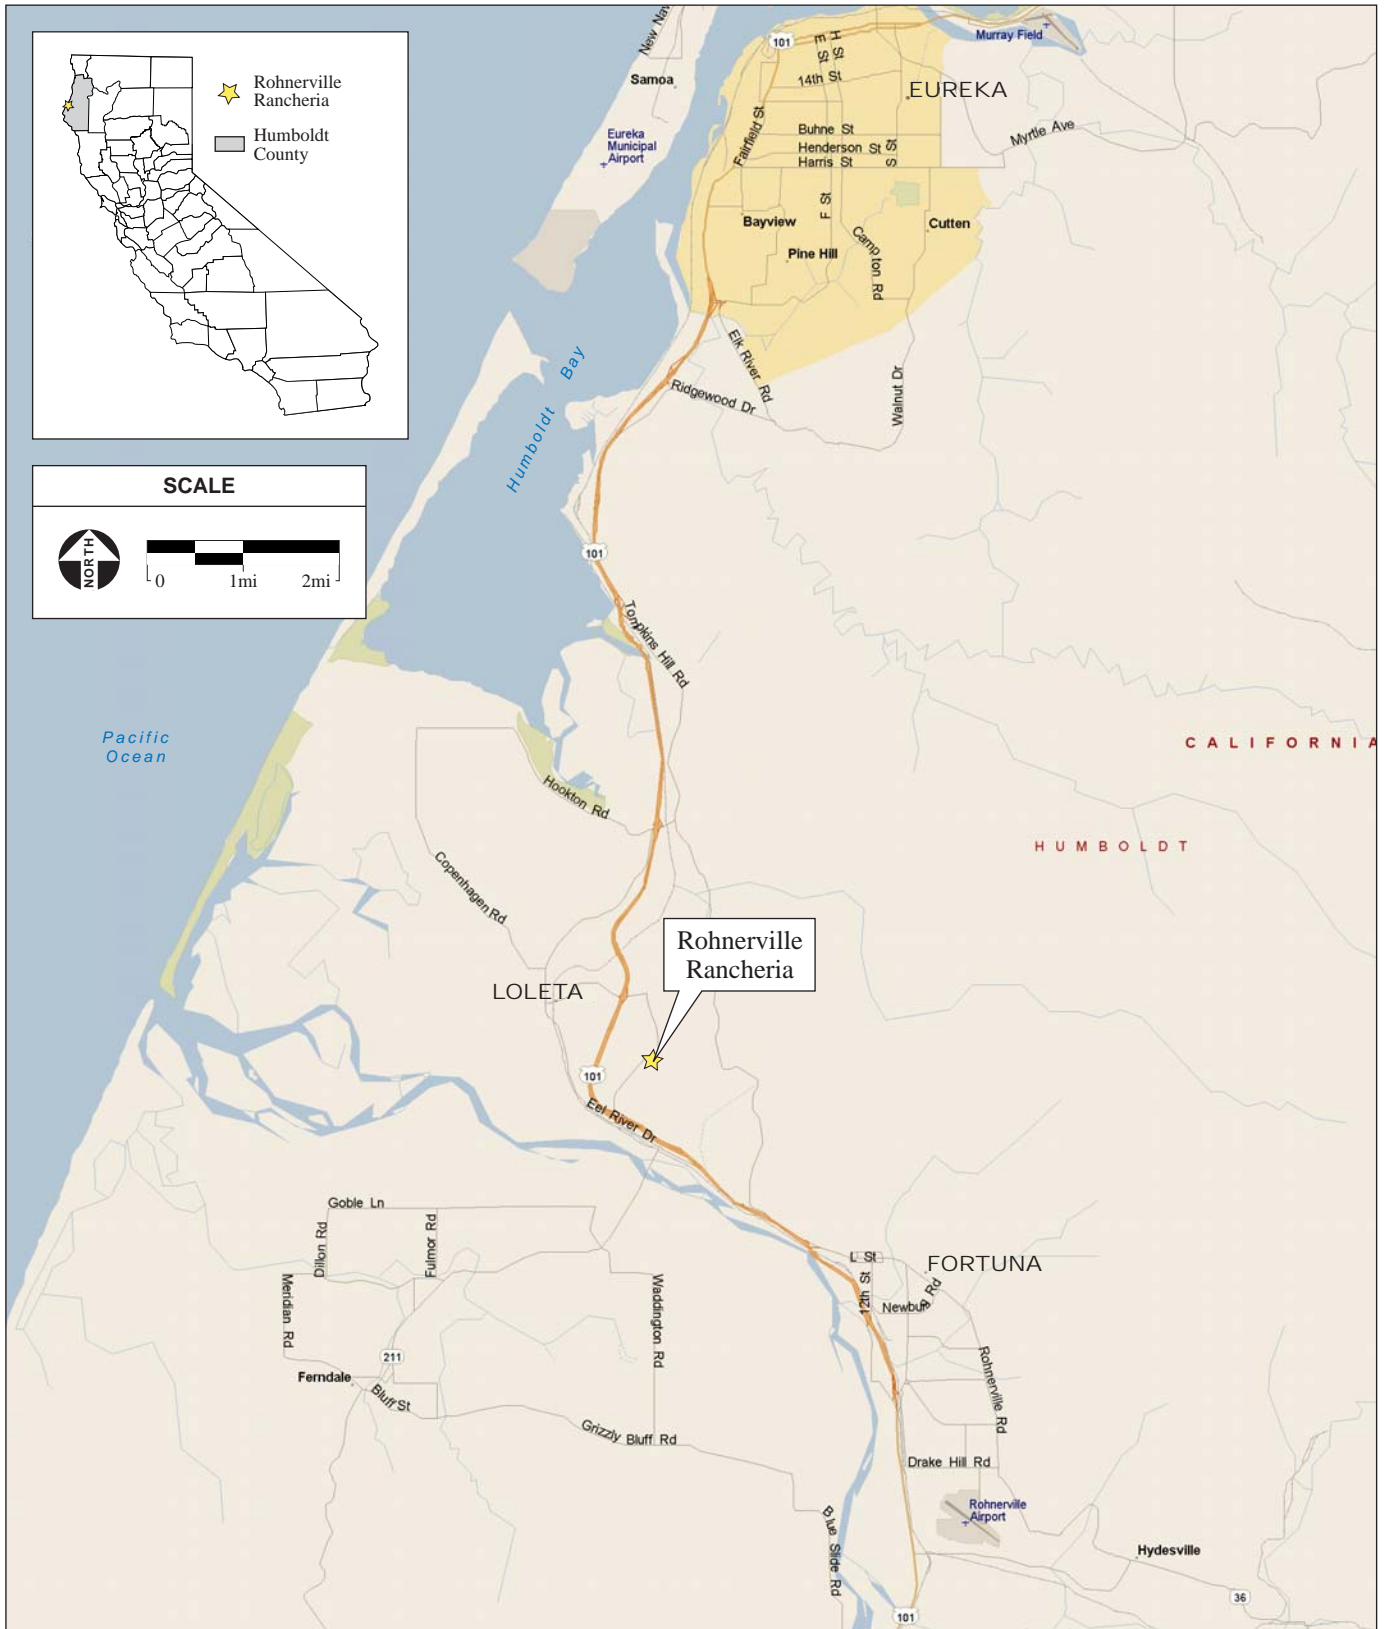 Rohnerville
Rancheria
Humboldt
County
SCALE
NORTH
0 1mi 2mi
101
Murray Field
Samoa
E St
H St
14th St
EUREKA
Myrtle Ave
Fairfield St
Buhne St
Henderson St
Harris St
S St
Eureka
Municipal
Airport
F St
Bayview
Cutten
Pine Hill
Campton Rd
Elk River Rd
Ridgewood Dr
Walnut Dr
Humboldt Bay
101
Tompkins Hill Rd
Pacific
Ocean
CALIFORNIA
Hookton Rd
HUMBOLDT
Copenhagen Rd
Rohnerville
Rancheria
LOLETA
101
Eel River Dr
Goble Ln
Dillon Rd
Fulmor Rd
Meridian Rd
Waddington Rd
L St
FORTUNA
12th St
Newburg Rd
211
Ferndale
Bluff St
Rohnerville Rd
Grizzly Bluff Rd
Drake Hill Rd
Rohnerville
Airport
Blue Slide Rd
Hydesville
36
101